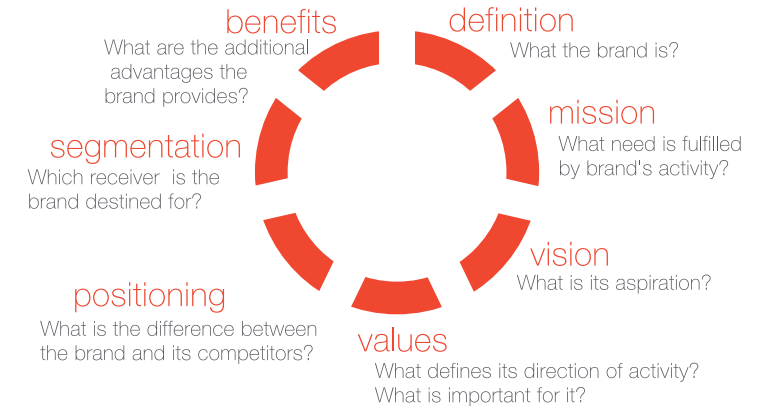 benefits
What are the additional
advantages the
brand provides?
definition
What the brand is?
mission
What need is fulfilled
by brand's activity?
vision
What is its aspiration?
values
What defines its direction of activity?
What is important for it?
positioning
What is the difference between
the brand and its competitors?
segmentation
Which receiver is the
brand destined for?